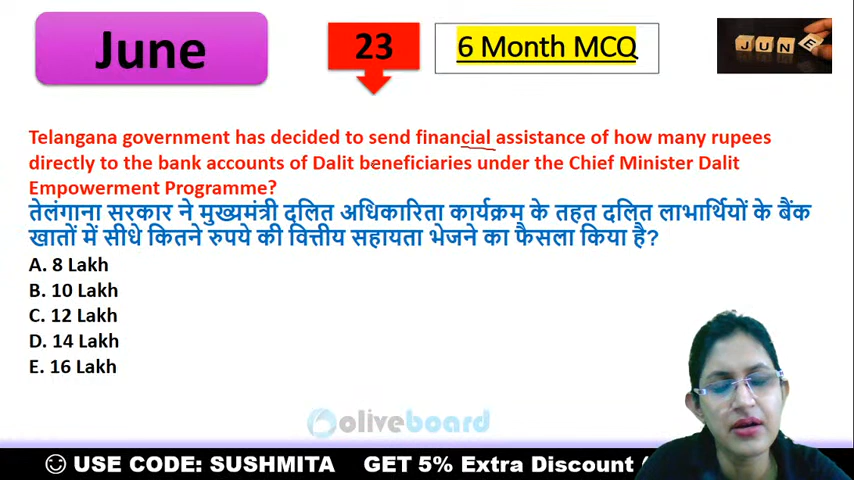 June
23
6 Month MCQ
JUNE
Telangana government has decided to send financial assistance of how many rupees
directly to the bank accounts of Dalit beneficiaries under the Chief Minister Dalit
Empowerment Programme?
तेलंगाना सरकार ने मुख्यमंत्री दलित अधिकारिता कार्यक्रम के तहत दलित लाभार्थियों के बैंक
खातों में सीधे कितने रुपये की वित्तीय सहायता भेजने का फैसला किया है?
A. 8 Lakh
B. 10 Lakh
C. 12 Lakh
D. 14 Lakh
E. 16 Lakh
oliveboard
USE CODE: SUSHMITA GET 5% Extra Discount (